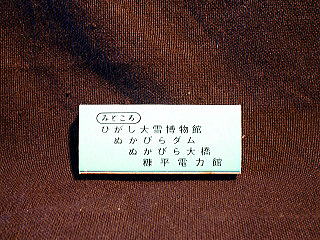 みどころ
ひがし大雪博物館
ぬかびらダム
ぬかびら大橋
糠平電力館